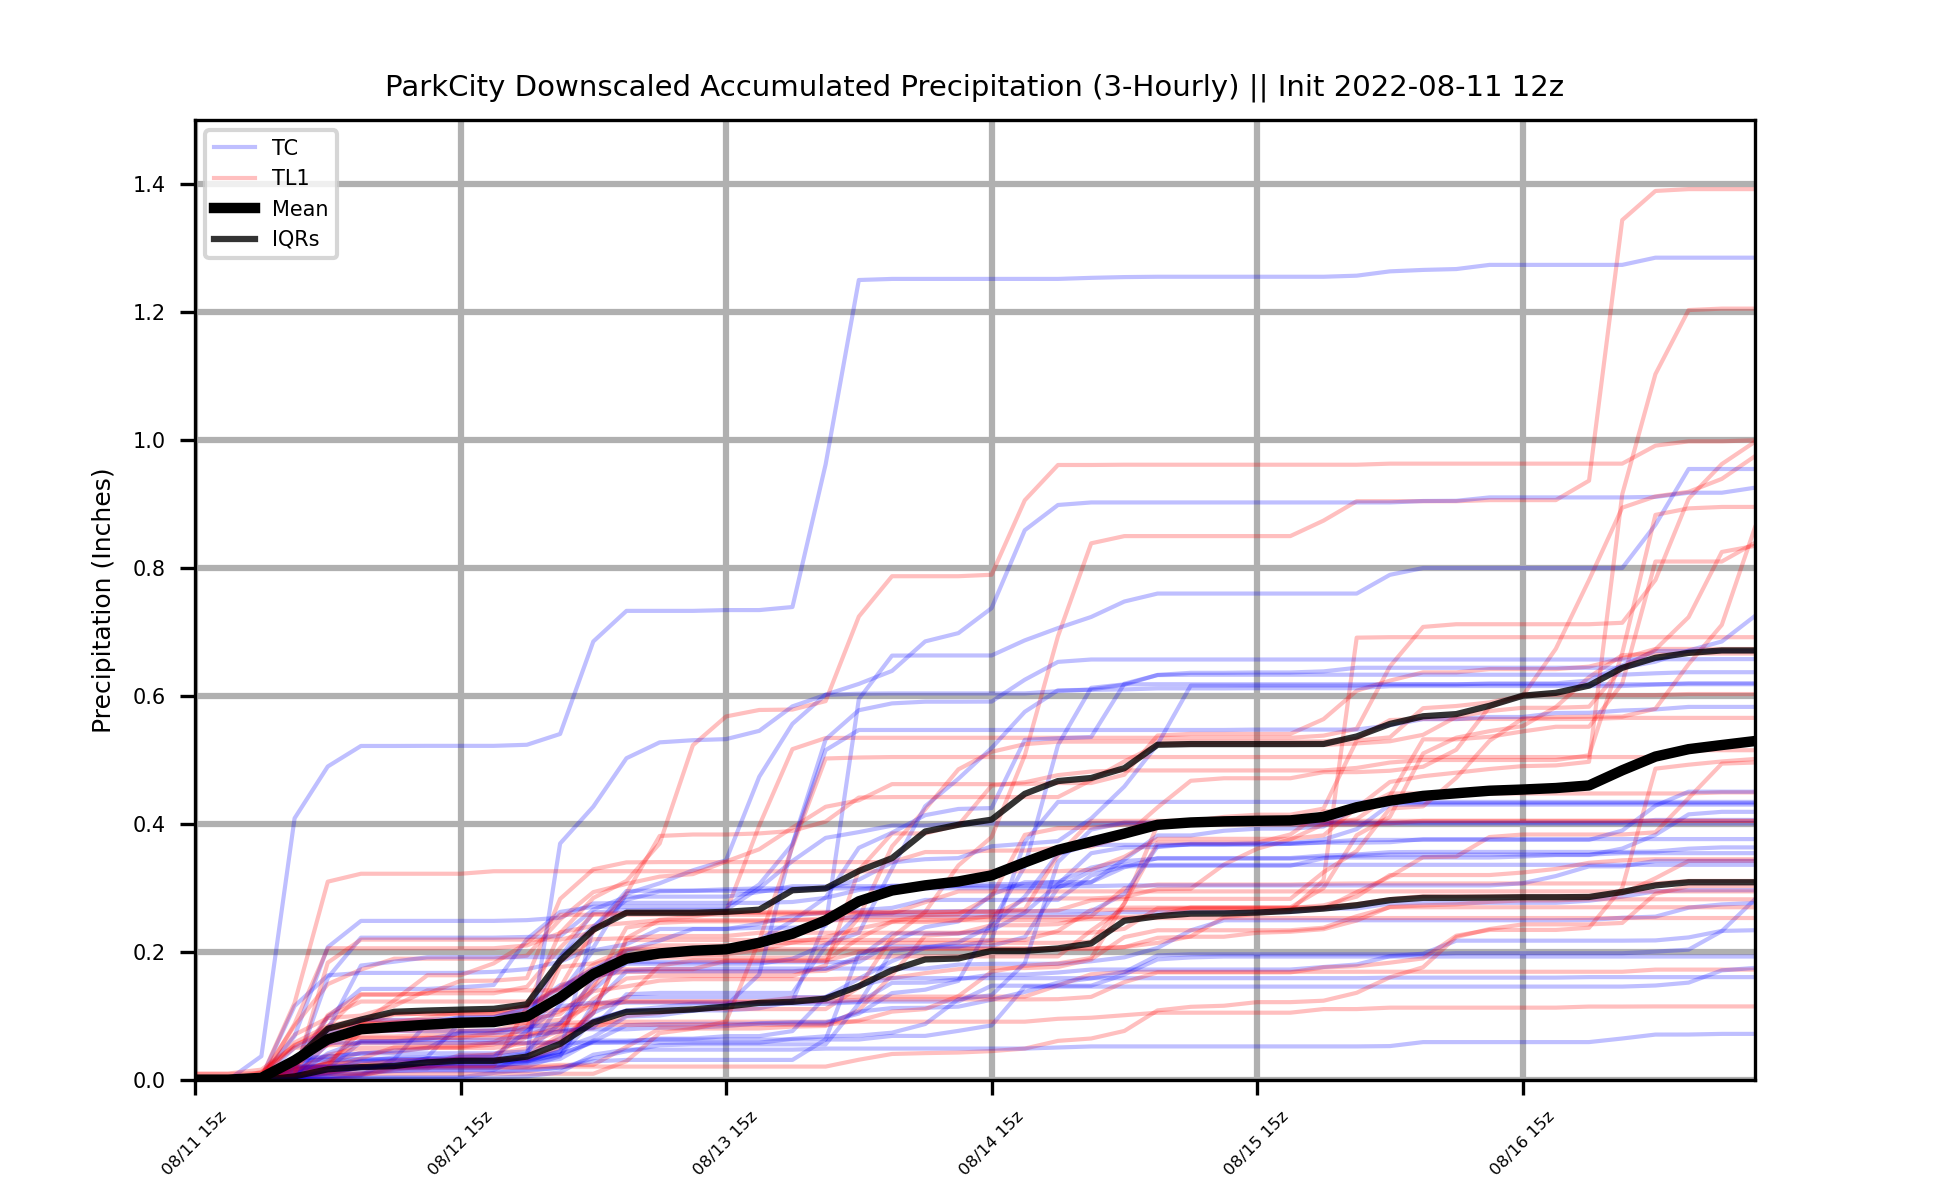 ParkCity Downscaled Accumulated Precipitation (3-Hourly) || Init 2022-08-11 12z
TC
TL1
Mean
IQRs
Precipitation (Inches)
1.4
1.2
1.0
0.8
0.6
0.4
0.2
0.0
08/11 15z
08/12 15z
08/13 15z
08/14 15z
08/15 15z
08/16 15z